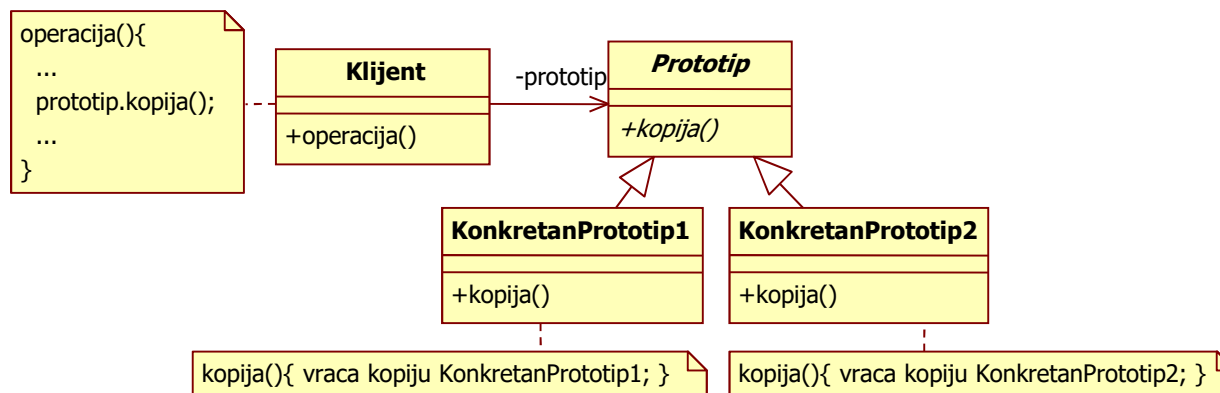 operacija(){
...
prototip.kopija();
...
}
Klijent
+operacija()
-prototip
Prototip
+kopija()
KonkretanPrototip1
+kopija()
KonkretanPrototip2
+kopija()
kopija(){ vraca kopiju KonkretanPrototip1; }
kopija(){ vraca kopiju KonkretanPrototip2; }